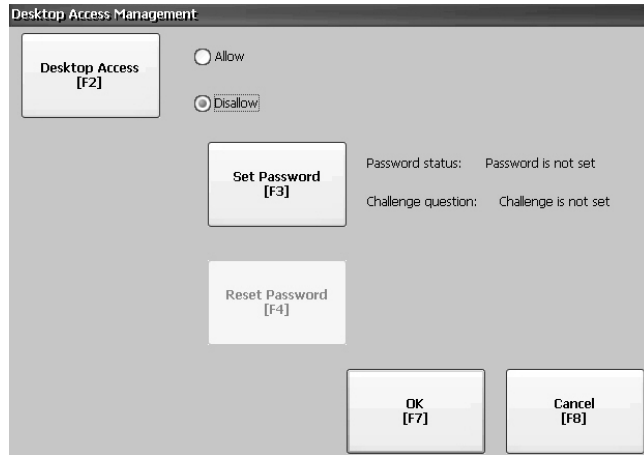 Desktop Access Management
Desktop Access
[F2]
Allow
Disallow
Set Password
[F3]
Password status: Password is not set
Challenge question: Challenge is not set
Reset Password
[F4]
OK
[F7]
Cancel
[F8]